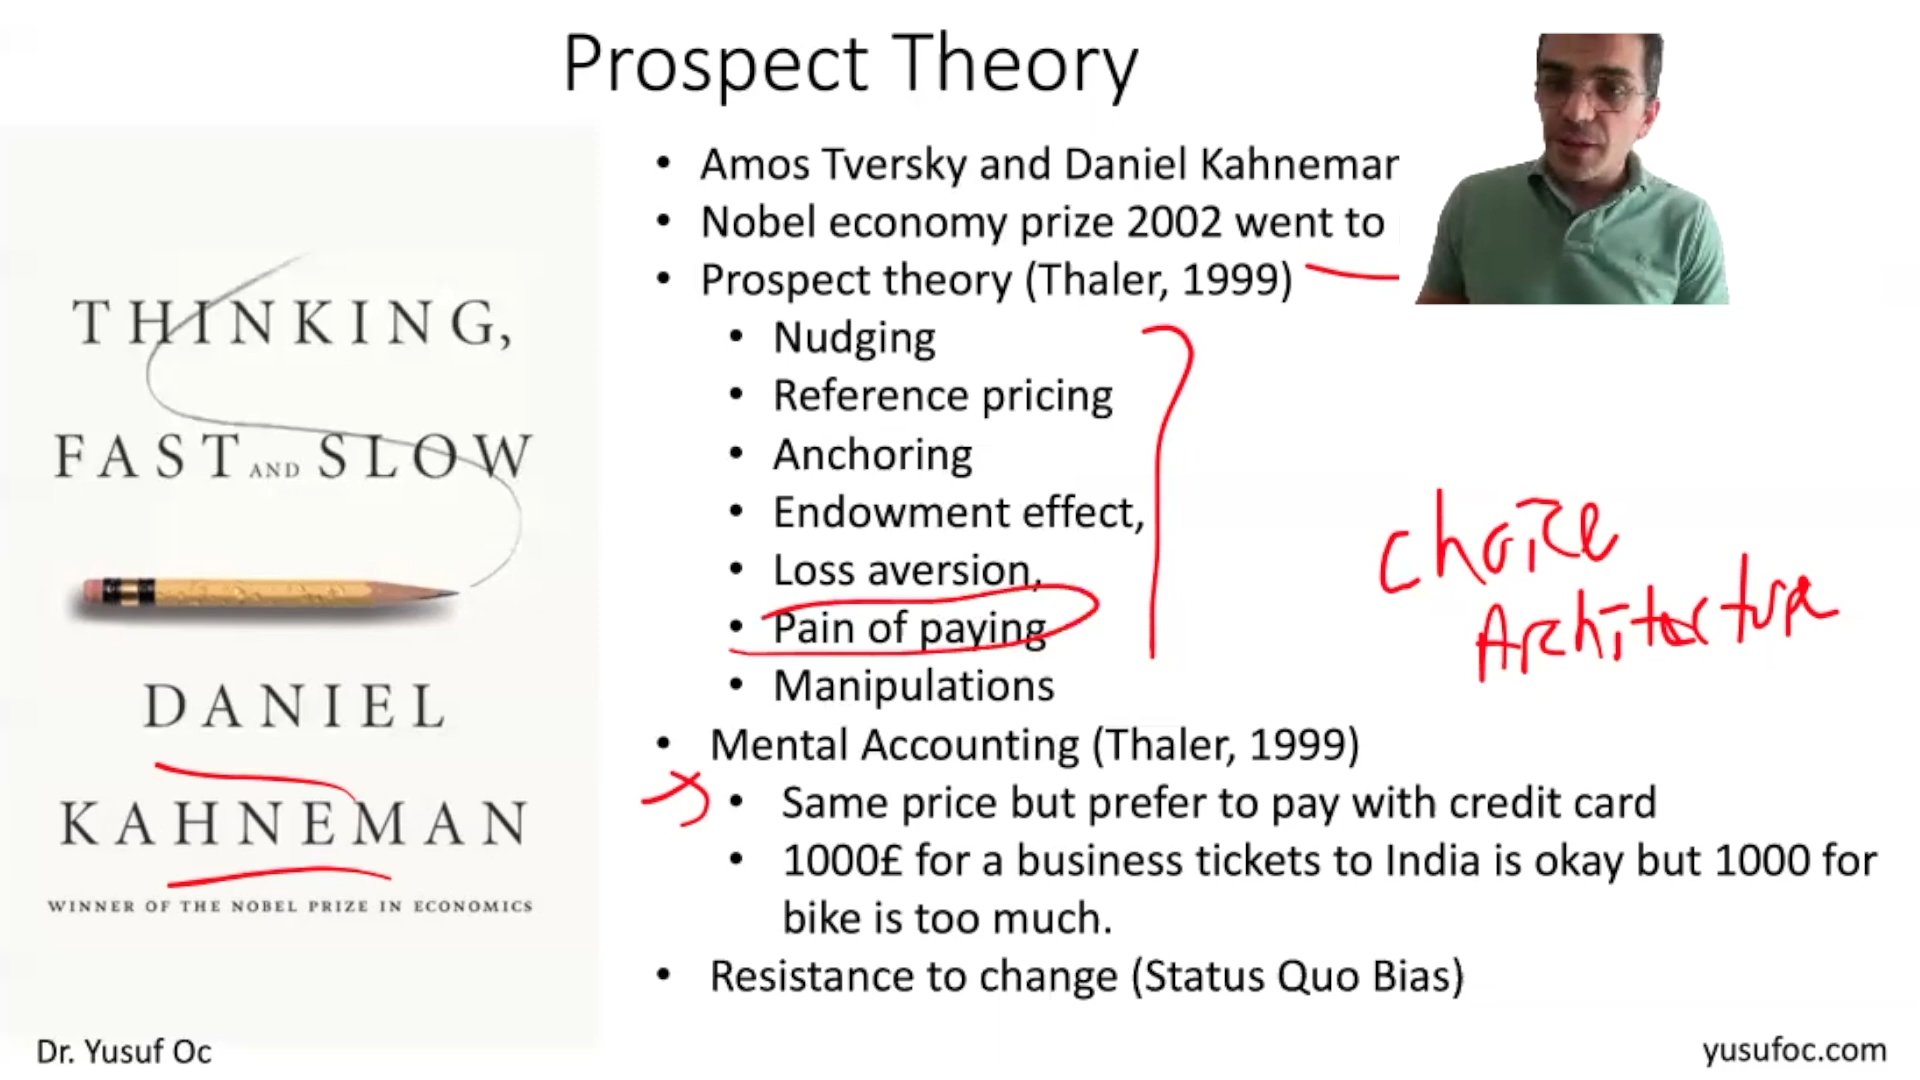 Prospect Theory
THINKING,
FAST AND SLOW
DANIEL
KAHNEMAN
WINNER OF THE NOBEL PRIZE IN ECONOMICS
• Amos Tversky and Daniel Kahneman
• Nobel economy prize 2002 went to
• Prospect theory (Thaler, 1999)
• Nudging
• Reference pricing
• Anchoring
• Endowment effect,
• Loss aversion,
• Pain of paying
• Manipulations
• Mental Accounting (Thaler, 1999)
• Same price but prefer to pay with credit card
• 1000£ for a business tickets to India is okay but 1000 for
bike is too much.
• Resistance to change (Status Quo Bias)
choice
Architecture
Dr. Yusuf Oc
yusufoc.com